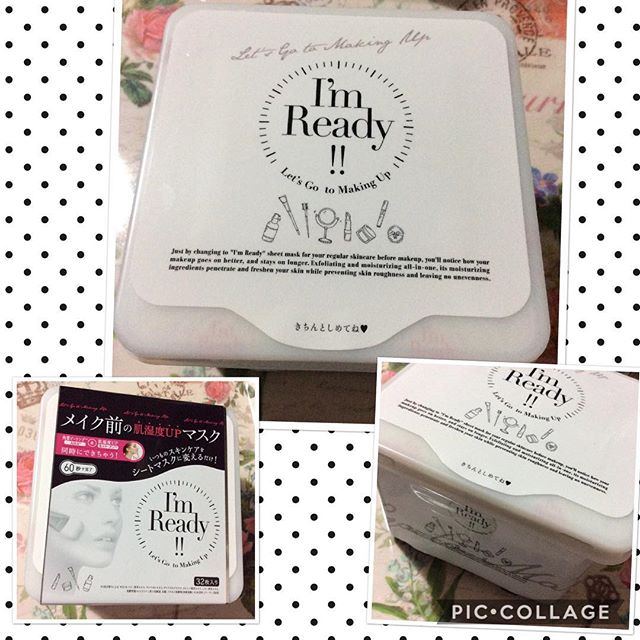 Let's Go to Making Up
I'm
Ready
!!
Let's Go to Making Up
Just by changing to "I'm Ready" sheet mask for your regular skincare before makeup, you'll notice how your
makeup goes on better, and stays on longer. Exfoliating and moisturizing all-in-one, its moisturizing
ingredients penetrate and freshen your skin while preventing skin roughness and leaving no unevenness.
きちんとしめてね♥
メイク前の肌湿度UPマスク
同時にできちゃう!
いつものスキンケアを
シートマスクに変えるだけ!
60秒で完了
I'm
Ready
!!
Let's Go to Making Up
32枚入り
I'm
Ready
!!
Let's Go to Making Up
きちんとしめてね♥
I'm
Ready
!!
PIC•COLLAGE